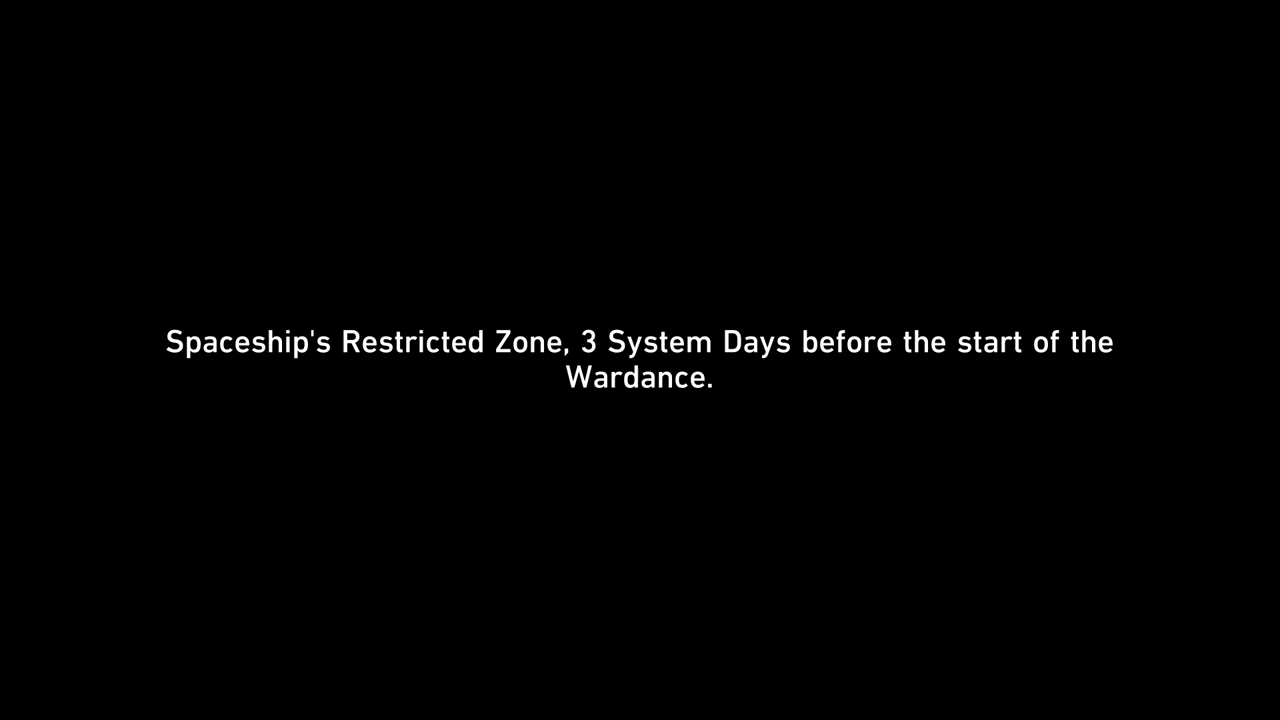 Spaceship's Restricted Zone, 3 System Days before the start of the
Wardance.